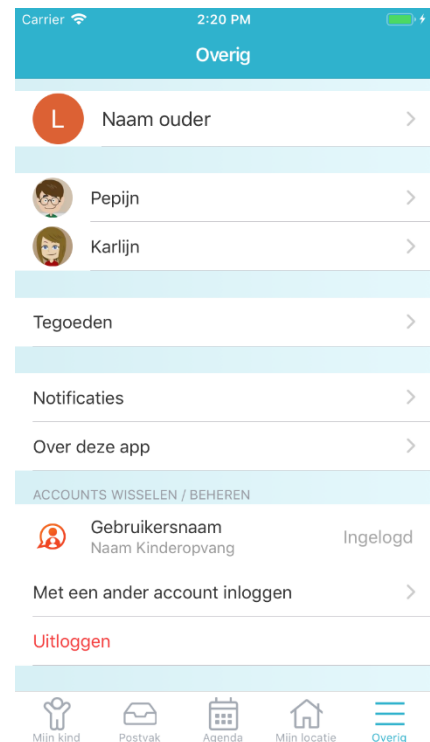 Carrier 2:20 PM
Overig
L Naam ouder
Pepijn
Karlijn
Tegoeden
Notificaties
Over deze app
ACCOUNTS WISSELEN / BEHEREN
Gebruikersnaam
Naam Kinderopvang
Ingelogd
Met een ander account inloggen
Uitloggen
Mijn kind Postvak Agenda Mijn locatie Overig